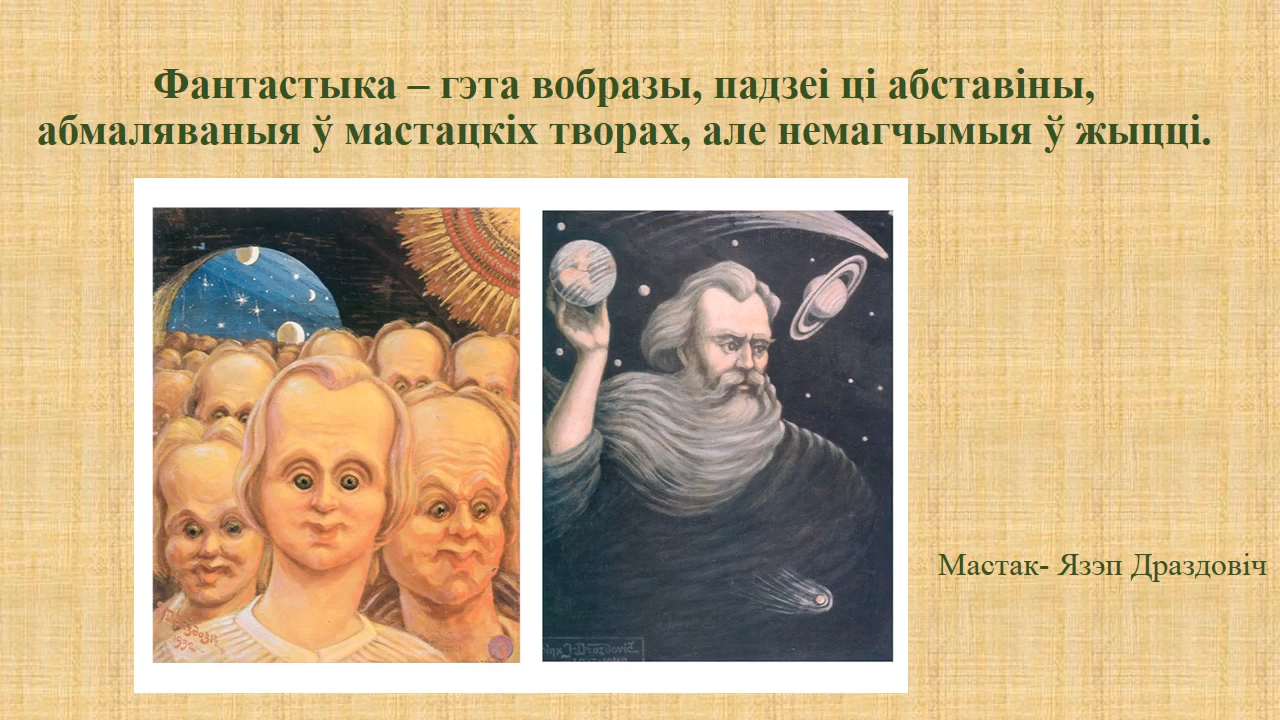 Фантастыка – гэта вобразы, падзеі ці абставіны,
абмаляваныя ў мастацкіх творах, але немагчымыя ў жыцці.
Мастак- Язэп Драздовіч